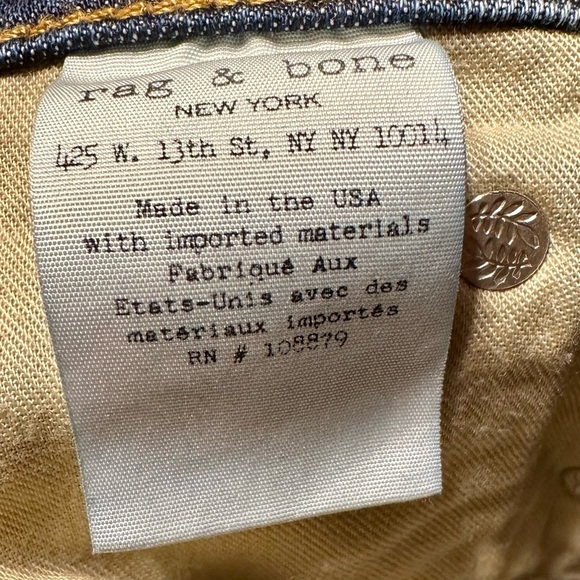 rag & bone
NEW YORK
425 W. 13th St, NY NY 10014
Made in the USA
with imported materials
Fabriqué Aux
Etats-Unis avec des
matériaux importés
RN # 108879